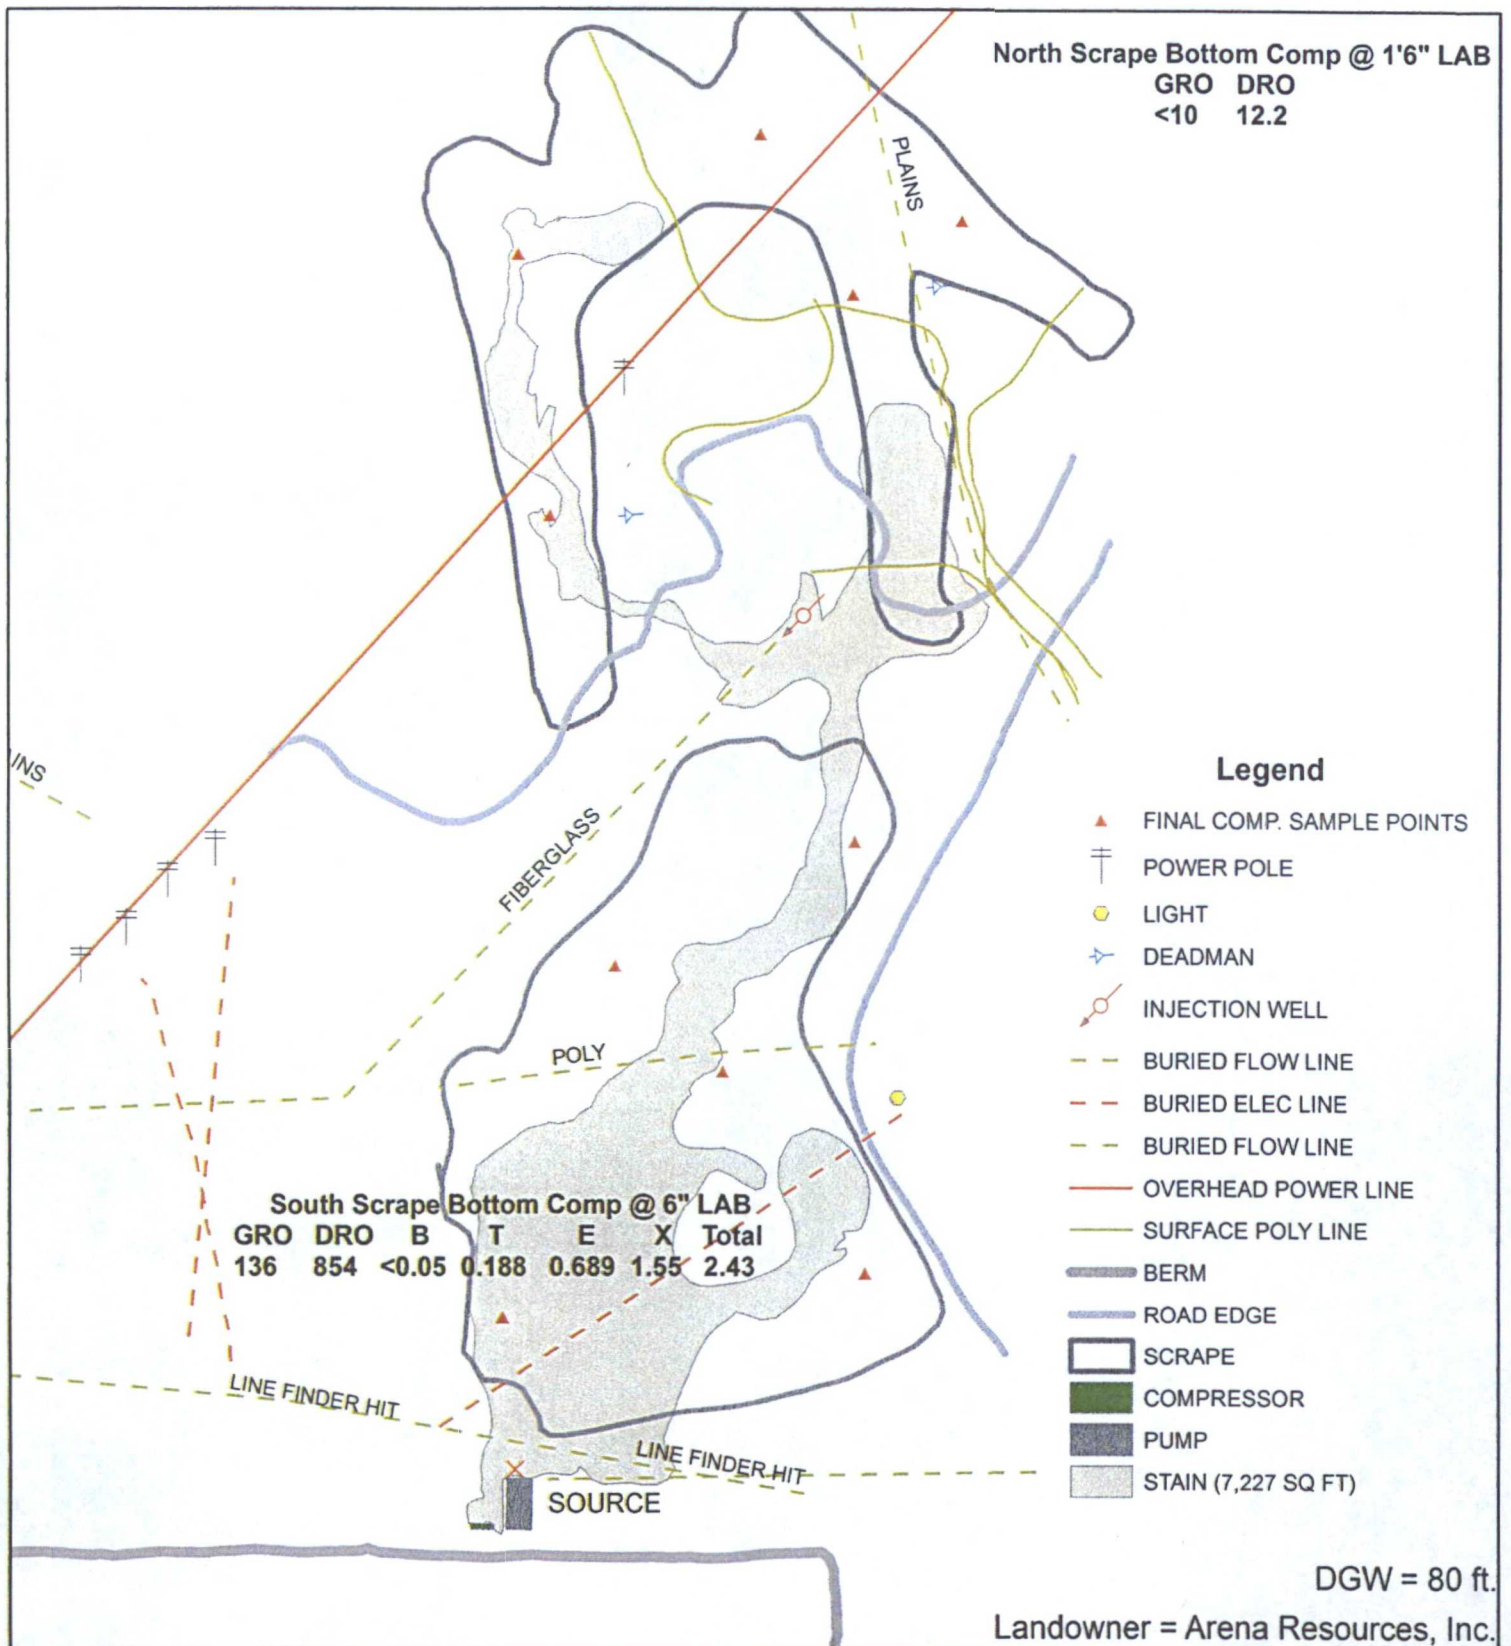 North Scrape Bottom Comp @ 1'6" LAB
GRO DRO
<10 12.2
PLAINS
INS
FIBERGLASS
POLY
South Scrape Bottom Comp @ 6" LAB
GRO DRO B T E X Total
136 854 <0.05 0.188 0.689 1.55 2.43
LINE FINDER HIT
LINE FINDER HIT
SOURCE
Legend
FINAL COMP. SAMPLE POINTS
POWER POLE
LIGHT
DEADMAN
INJECTION WELL
BURIED FLOW LINE
BURIED ELEC LINE
BURIED FLOW LINE
OVERHEAD POWER LINE
SURFACE POLY LINE
BERM
ROAD EDGE
SCRAPE
COMPRESSOR
PUMP
STAIN (7,227 SQ FT)
DGW = 80 ft.
Landowner = Arena Resources, Inc.